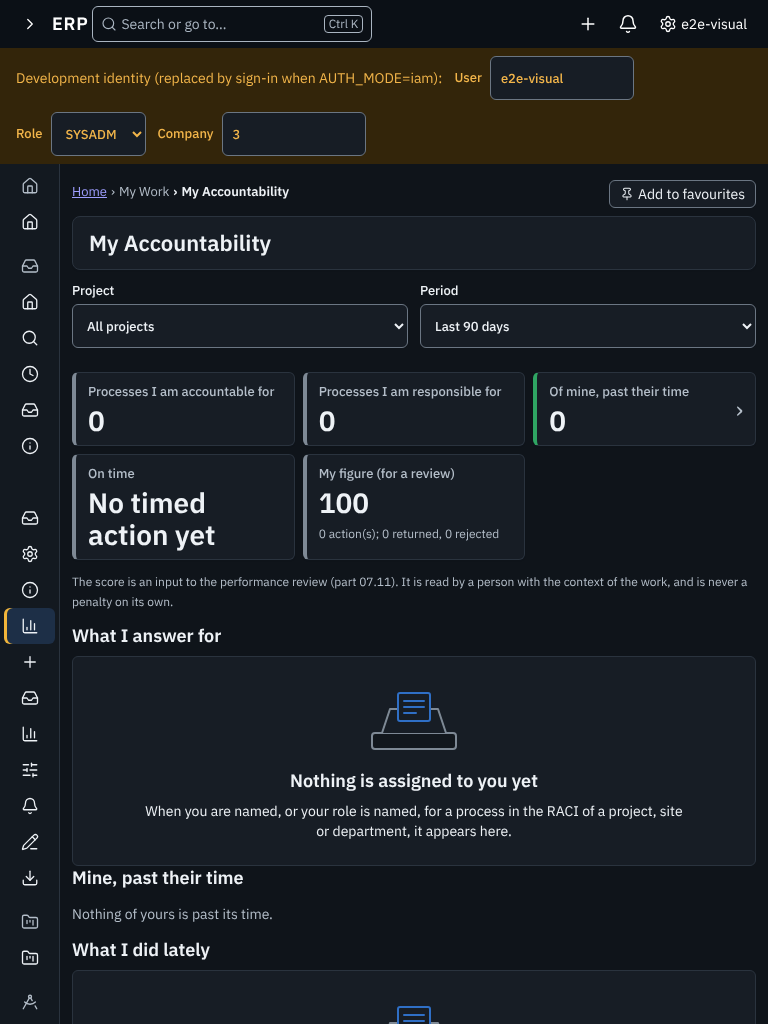 ERP
Search or go to...
Ctrl K
e2e-visual
Development identity (replaced by sign-in when AUTH_MODE=iam): User e2e-visual
Role SYSADM Company 3
Home › My Work › My Accountability
Add to favourites
My Accountability
Project
All projects
Period
Last 90 days
Processes I am accountable for
0
Processes I am responsible for
0
Of mine, past their time
0
On time
No timed
action yet
My figure (for a review)
100
0 action(s); 0 returned, 0 rejected
The score is an input to the performance review (part 07.11). It is read by a person with the context of the work, and is never a
penalty on its own.
What I answer for
Nothing is assigned to you yet
When you are named, or your role is named, for a process in the RACI of a project, site
or department, it appears here.
Mine, past their time
Nothing of yours is past its time.
What I did lately